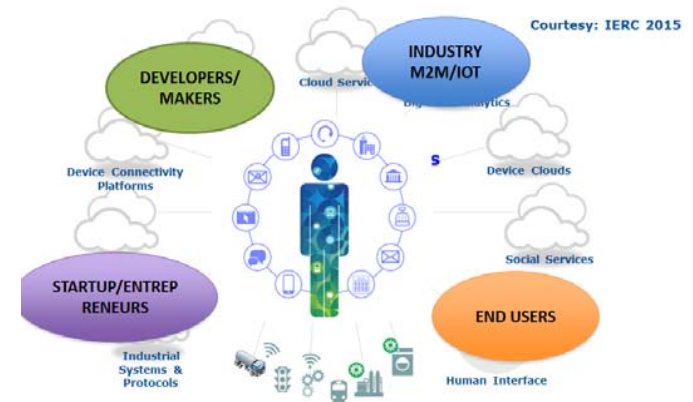 Courtesy: IERC 2015
INDUSTRY
M2M/IOT
DEVELOPERS/
MAKERS
Cloud Servic
lytics
S
Device Connectivity
Platforms
Device Clouds
Social Services
STARTUP/ENTREP
RENEURS
END USERS
Industrial
Systems &
Protocols
Human Interface